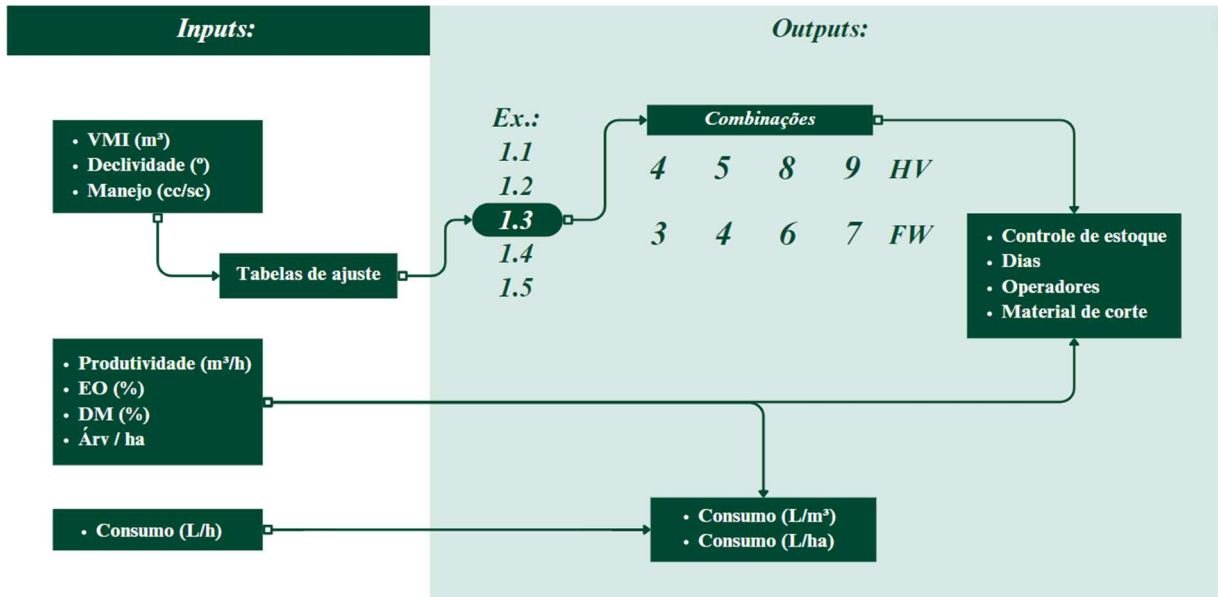 Inputs:
Outputs:
• VMI (m³)
• Declividade (º)
• Manejo (cc/sc)
Tabelas de ajuste
Ex.:
1.1
1.2
1.3
1.4
1.5
Combinações
4 5 8 9 HV
3 4 6 7 FW
• Controle de estoque
• Dias
• Operadores
• Material de corte
• Produtividade (m³/h)
• EO (%)
• DM (%)
• Árv / ha
• Consumo (L/h)
• Consumo (L/m³)
• Consumo (L/ha)